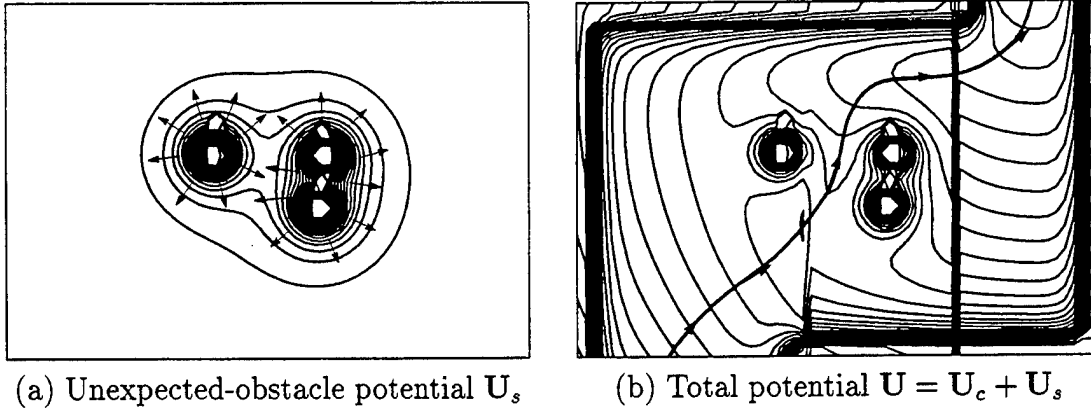 (a) Unexpected-obstacle potential U_s
(b) Total potential U = U_c + U_s